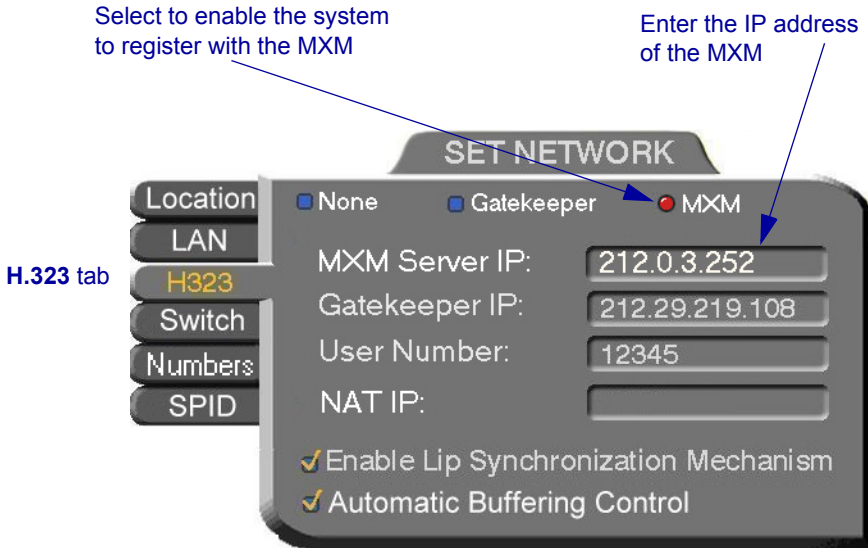 Select to enable the system
to register with the MXM
Enter the IP address
of the MXM
SET NETWORK
Location
LAN
H.323 tab
H323
Switch
Numbers
SPID
None
Gatekeeper
MXM
MXM Server IP:
212.0.3.252
Gatekeeper IP:
212.29.219.108
User Number:
12345
NAT IP:
Enable Lip Synchronization Mechanism
Automatic Buffering Control